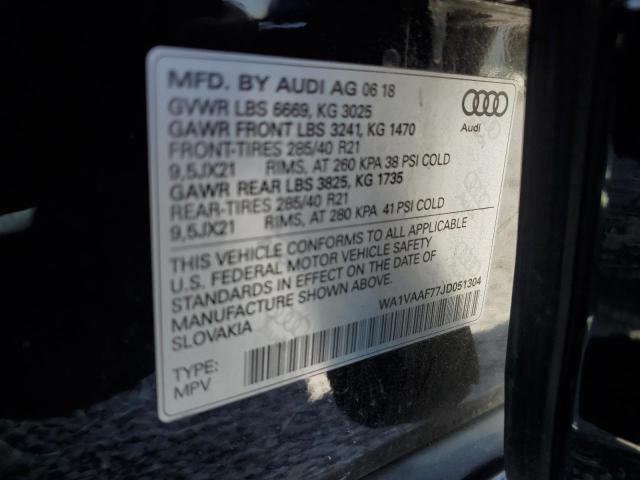 MFD. BY AUDI AG 06 18
GVWR LBS 6669, KG 3025
GAWR FRONT LBS 3241, KG 1470
FRONT-TIRES 285/40 R21
9,5JX21 RIMS, AT 260 KPA 38 PSI COLD
GAWR REAR LBS 3825, KG 1735
REAR-TIRES 285/40 R21
9,5JX21 RIMS, AT 280 KPA 41 PSI COLD
Audi
THIS VEHICLE CONFORMS TO ALL APPLICABLE
U.S. FEDERAL MOTOR VEHICLE SAFETY
STANDARDS IN EFFECT ON THE DATE OF
MANUFACTURE SHOWN ABOVE.
SLOVAKIA
WA1VAAF77JD051304
TYPE:
MPV